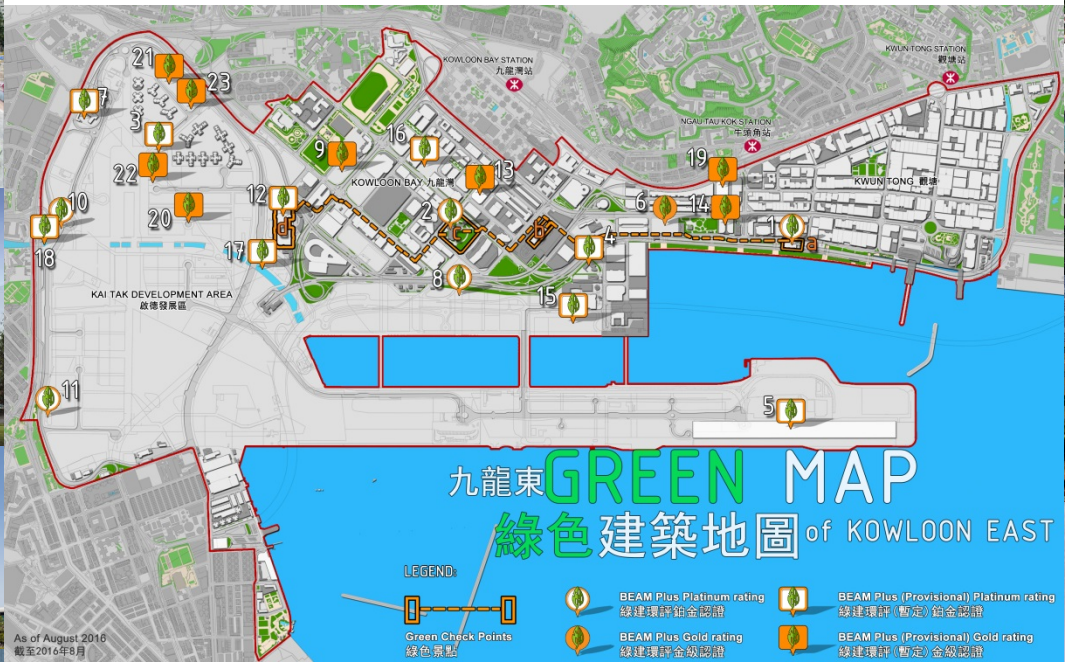 KOWLOON BAY STATION
九龍灣站
KWUN TONG STATION
觀塘站
21
23
7
3
NGAU TAU KOK STATION
牛頭角站
16
9
13
19
22
KOWLOON BAY 九龍灣
KWUN TONG 觀塘
12
20
10
2
6
14
1
18
d
c
b
4
a
17
8
KAI TAK DEVELOPMENT AREA
啟德發展區
15
11
5
九龍東GREEN MAP
綠色建築地圖of KOWLOON EAST
LEGEND:
Green Check Points
綠色景點
BEAM Plus Platinum rating
綠建環評鉑金認證
BEAM Plus (Provisional) Platinum rating
綠建環評(暫定)鉑金認證
BEAM Plus Gold rating
綠建環評金級認證
BEAM Plus (Provisional) Gold rating
綠建環評(暫定)金級認證
As of August 2016
截至2016年8月